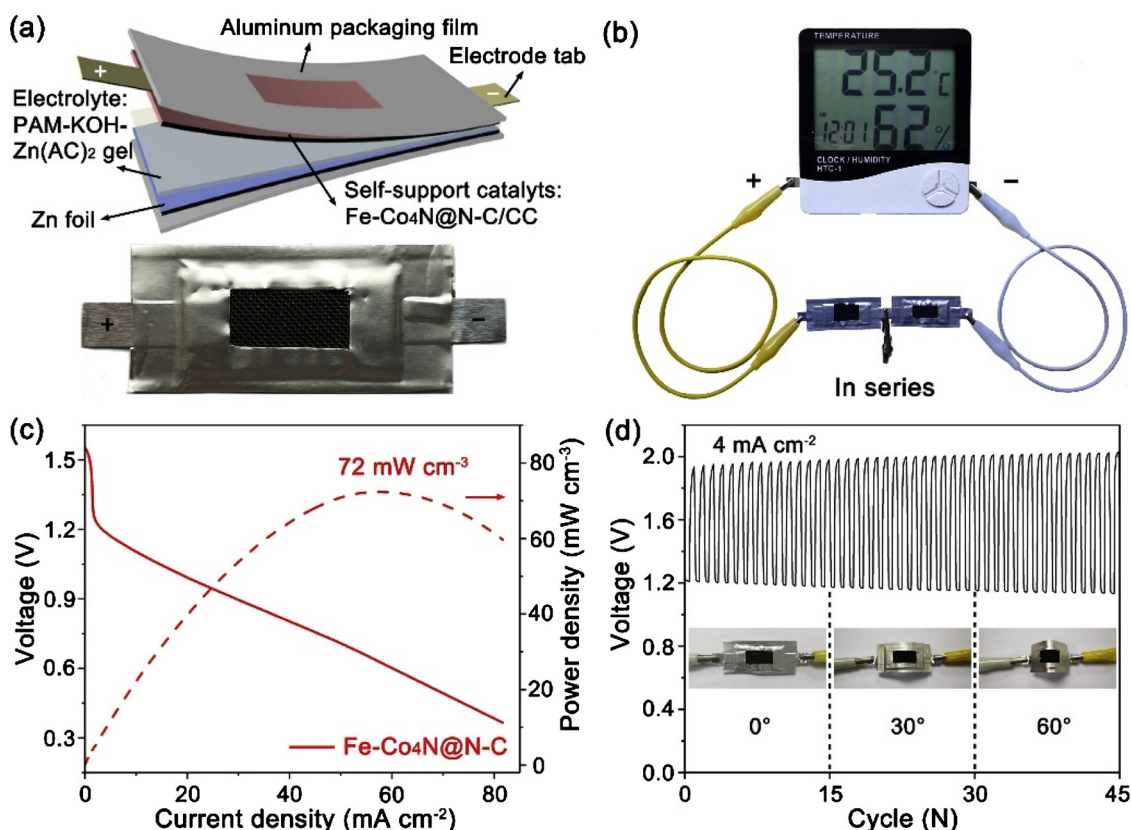 (a)
Aluminum packaging film
Electrode tab
+
−
Electrolyte:
PAM-KOH-
Zn(AC)₂ gel
Zn foil
Self-support catalyts:
Fe-Co₄N@N-C/CC
+
−
(b)
TEMPERATURE
25.2℃
12:01 62%
CLOCK / HUMIDITY
HTC-1
+
−
In series
(c)
72 mW cm⁻³
Fe-Co₄N@N-C
Voltage (V)
1.5
1.2
0.9
0.6
0.3
0 20 40 60 80
Current density (mA cm⁻²)
80
60
40
20
0
Power density (mW cm⁻³)
(d)
4 mA cm⁻²
Voltage (V)
2.0
1.6
1.2
0.8
0.4
0.0
0° 30° 60°
0 15 30 45
Cycle (N)